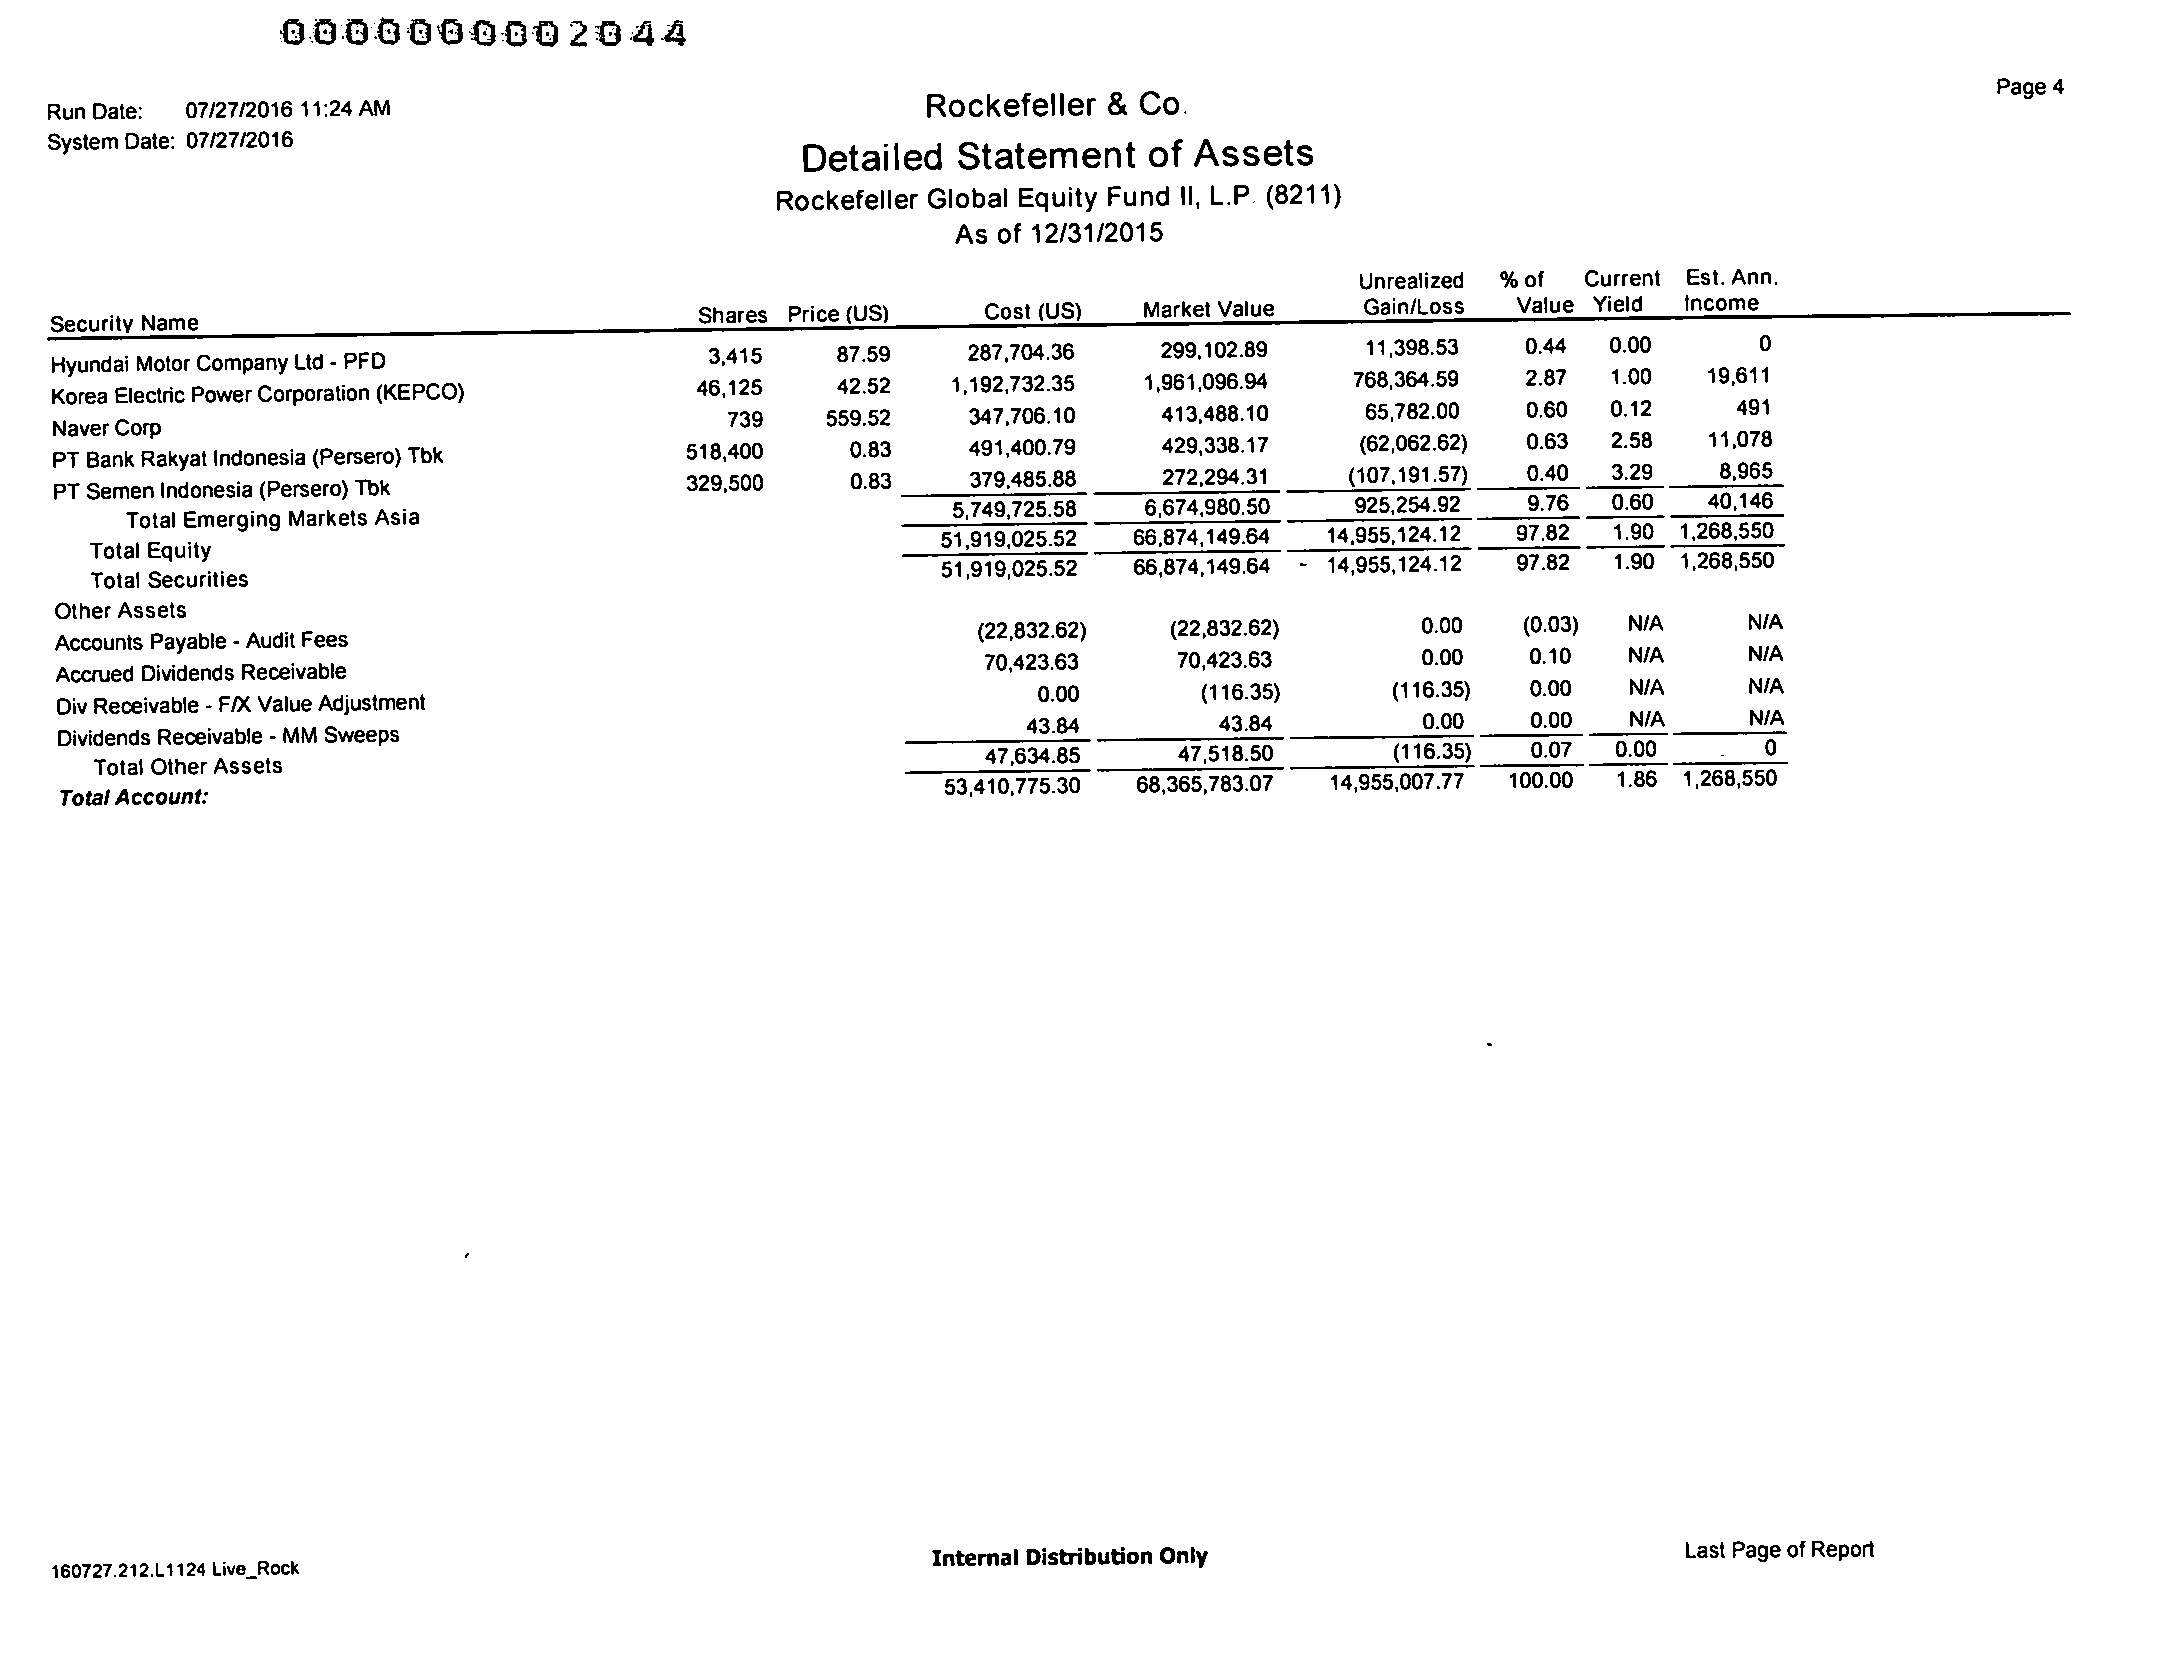 000000002044
Page 4
Run Date: 07/27/2016 11:24 AM
System Date: 07/27/2016
Rockefeller & Co.
Detailed Statement of Assets
Rockefeller Global Equity Fund II, L.P. (8211)
As of 12/31/2015
Unrealized % of Current Est. Ann.
Security Name Shares Price (US) Cost (US) Market Value Gain/Loss Value Yield Income
Hyundai Motor Company Ltd - PFD 3,415 87.59 287,704.36 299,102.89 11,398.53 0.44 0.00 0
Korea Electric Power Corporation (KEPCO) 46,125 42.52 1,192,732.35 1,961,096.94 768,364.59 2.87 1.00 19,611
Naver Corp 739 559.52 347,706.10 413,488.10 65,782.00 0.60 0.12 491
PT Bank Rakyat Indonesia (Persero) Tbk 518,400 0.83 491,400.79 429,338.17 (62,062.62) 0.63 2.58 11,078
PT Semen Indonesia (Persero) Tbk 329,500 0.83 379,485.88 272,294.31 (107,191.57) 0.40 3.29 8,965
Total Emerging Markets Asia 5,749,725.58 6,674,980.50 925,254.92 9.76 0.60 40,146
Total Equity 51,919,025.52 66,874,149.64 14,955,124.12 97.82 1.90 1,268,550
Total Securities 51,919,025.52 66,874,149.64 - 14,955,124.12 97.82 1.90 1,268,550
Other Assets
Accounts Payable - Audit Fees (22,832.62) (22,832.62) 0.00 (0.03) N/A N/A
Accrued Dividends Receivable 70,423.63 70,423.63 0.00 0.10 N/A N/A
Div Receivable - F/X Value Adjustment 0.00 (116.35) (116.35) 0.00 N/A N/A
Dividends Receivable - MM Sweeps 43.84 43.84 0.00 0.00 N/A N/A
Total Other Assets 47,634.85 47,518.50 (116.35) 0.07 0.00 0
Total Account: 53,410,775.30 68,365,783.07 14,955,007.77 100.00 1.86 1,268,550
160727.212.L1124 Live_Rock
Internal Distribution Only
Last Page of Report